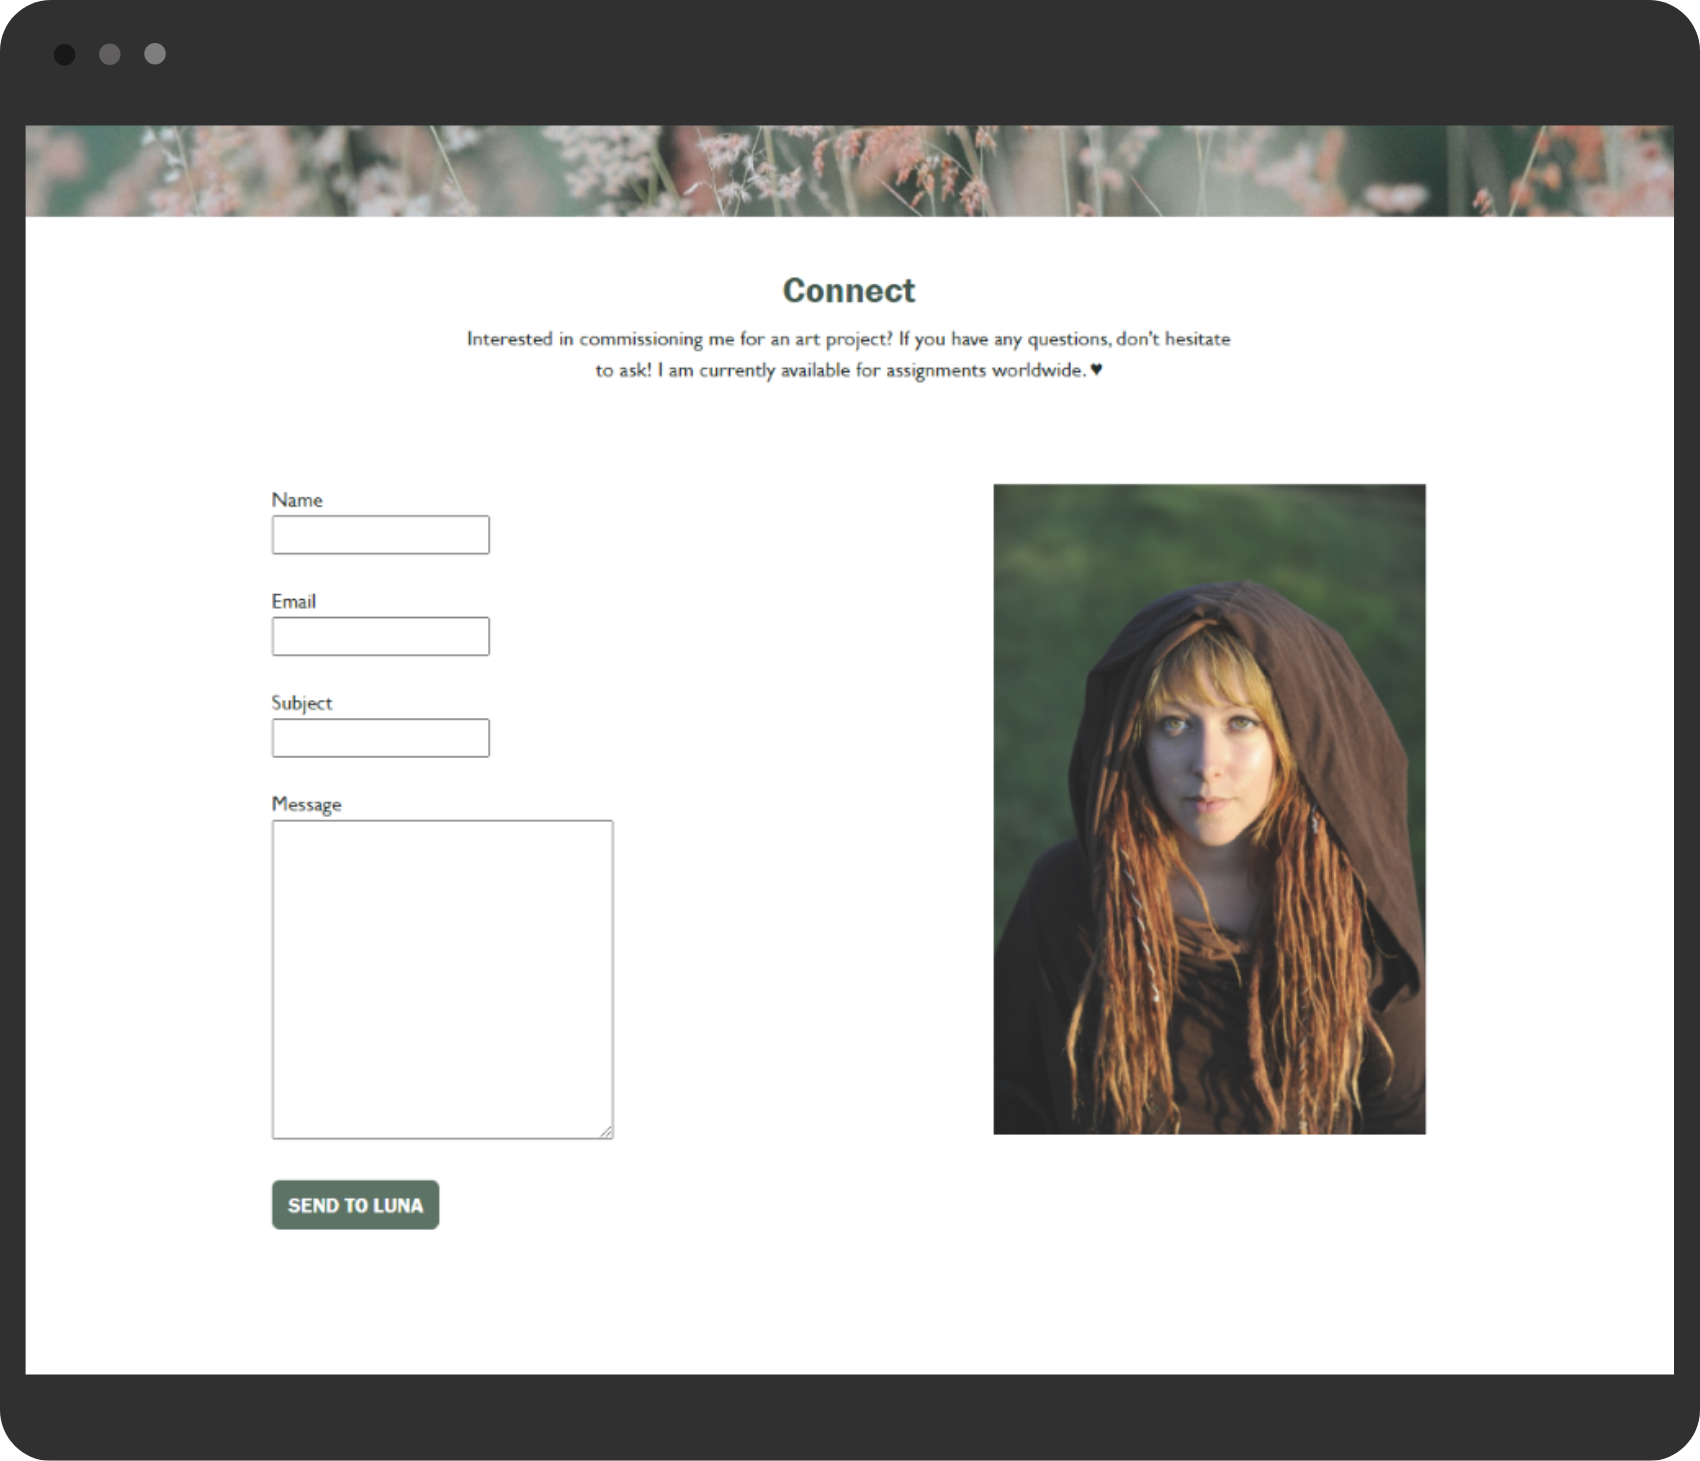 Connect
Interested in commissioning me for an art project? If you have any questions, don't hesitate
to ask! I am currently available for assignments worldwide. ♥
Name
Email
Subject
Message
SEND TO LUNA